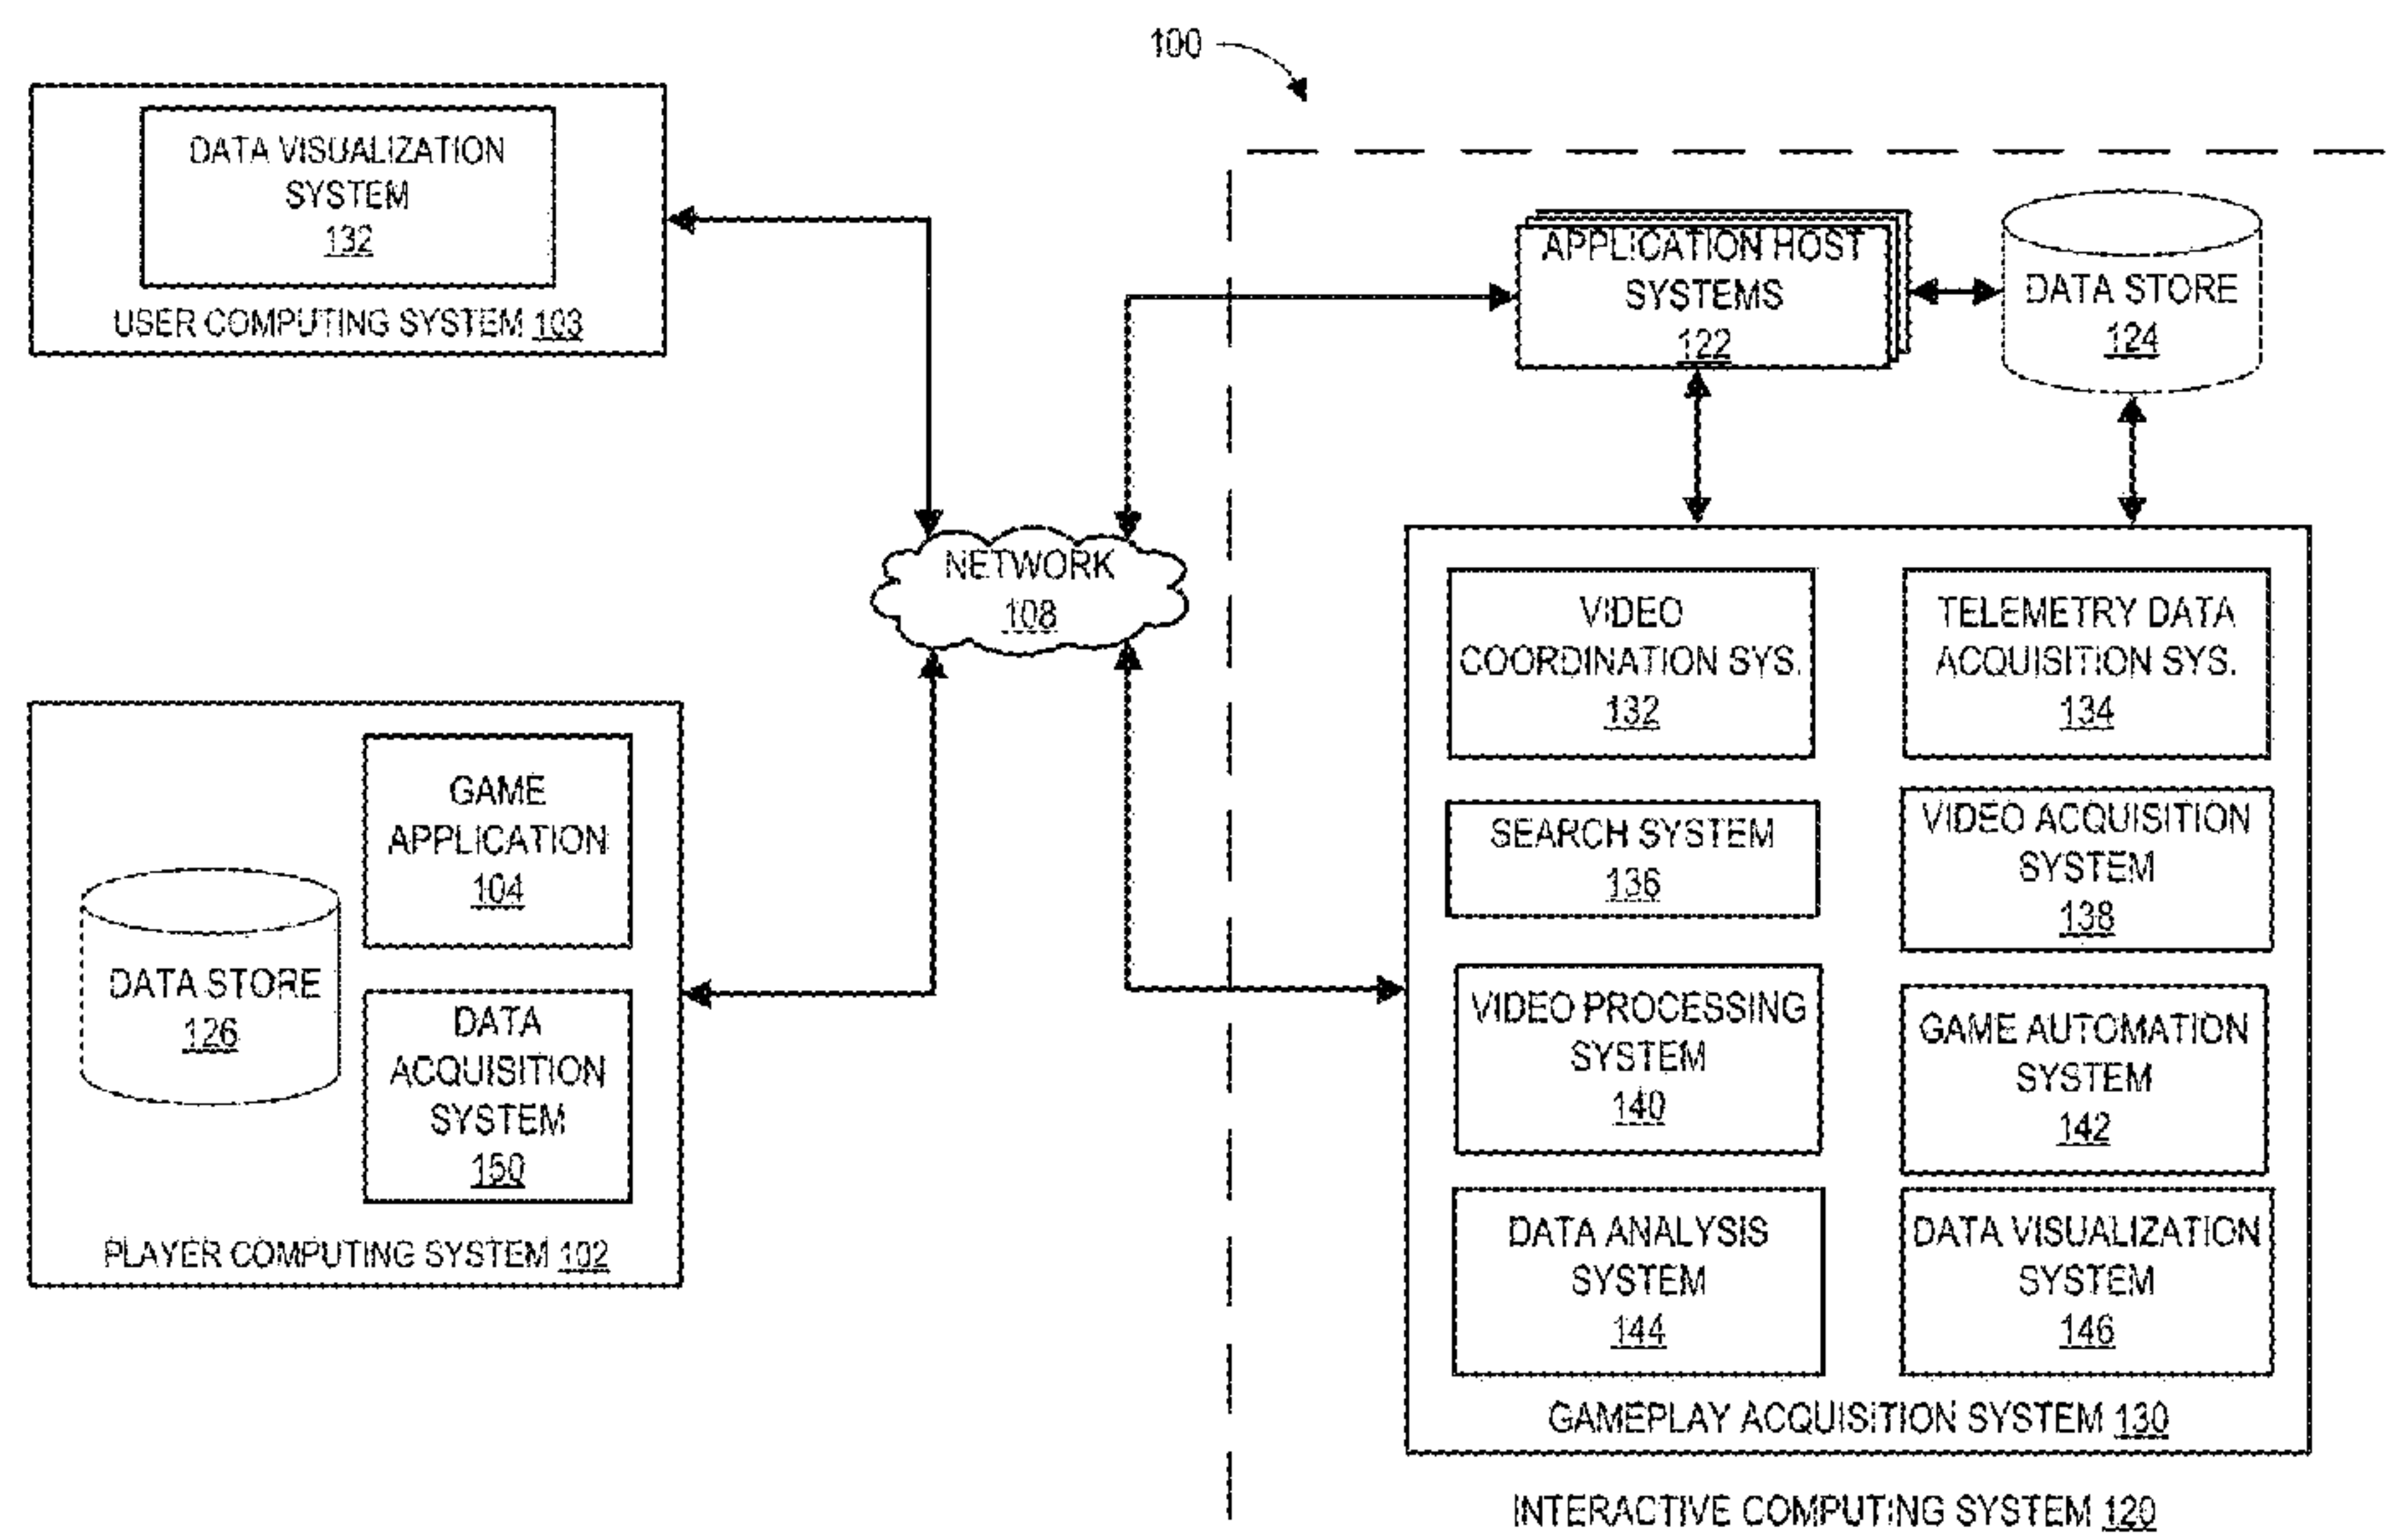 100
DATA VISUALIZATION
SYSTEM
132
USER COMPUTING SYSTEM 103
APPLICATION HOST
SYSTEMS
122
DATA STORE
124
NETWORK
108
GAME
APPLICATION
104
DATA STORE
126
DATA
ACQUISITION
SYSTEM
150
PLAYER COMPUTING SYSTEM 102
VIDEO
COORDINATION SYS.
132
TELEMETRY DATA
ACQUISITION SYS.
134
SEARCH SYSTEM
136
VIDEO ACQUISITION
SYSTEM
138
VIDEO PROCESSING
SYSTEM
140
GAME AUTOMATION
SYSTEM
142
DATA ANALYSIS
SYSTEM
144
DATA VISUALIZATION
SYSTEM
146
GAMEPLAY ACQUISITION SYSTEM 130
INTERACTIVE COMPUTING SYSTEM 120